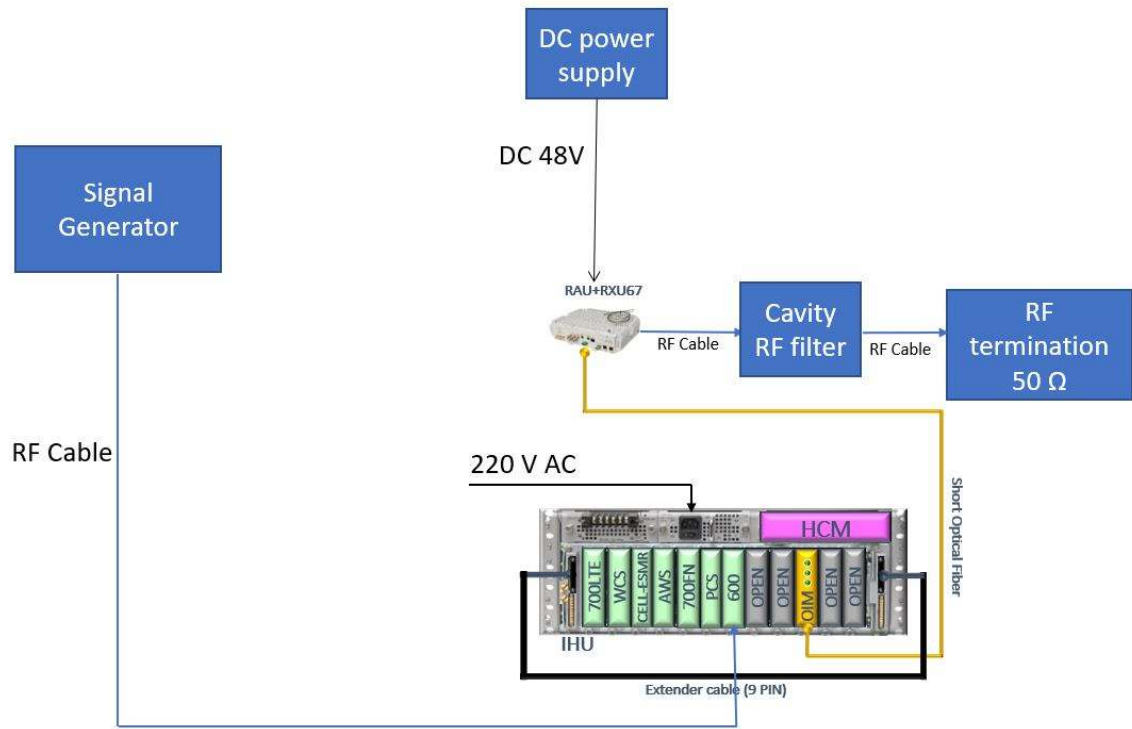 DC power
supply
DC 48V
Signal
Generator
RAU+RXU67
RF Cable
Cavity
RF filter
RF Cable
RF
termination
50 Ω
RF Cable
220 V AC
Short Optical Fiber
HCM
700LTE
WCS
CELL-ESMR
AWS
700FN
PCS
600
OPEN
OPEN
OIM
OPEN
OPEN
IHU
Extender cable (9 PIN)